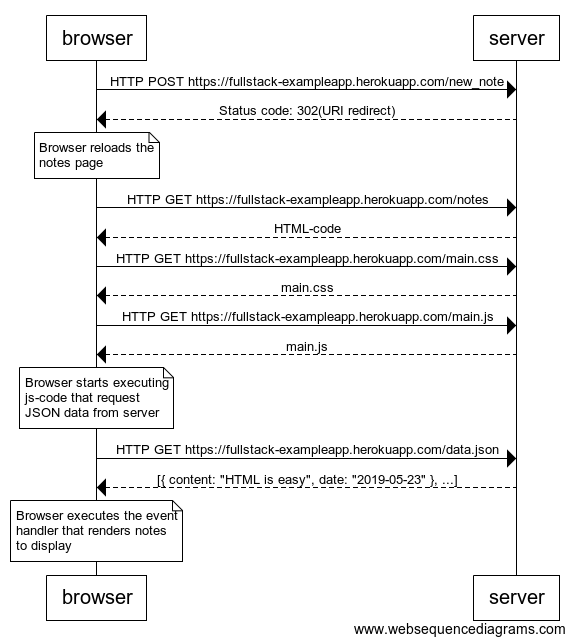 browser
server
HTTP POST https://fullstack-exampleapp.herokuapp.com/new_note
Status code: 302(URI redirect)
Browser reloads the
notes page
HTTP GET https://fullstack-exampleapp.herokuapp.com/notes
HTML-code
HTTP GET https://fullstack-exampleapp.herokuapp.com/main.css
main.css
HTTP GET https://fullstack-exampleapp.herokuapp.com/main.js
main.js
Browser starts executing
js-code that request
JSON data from server
HTTP GET https://fullstack-exampleapp.herokuapp.com/data.json
[{ content: "HTML is easy", date: "2019-05-23" }, ...]
Browser executes the event
handler that renders notes
to display
browser
server
www.websequencediagrams.com